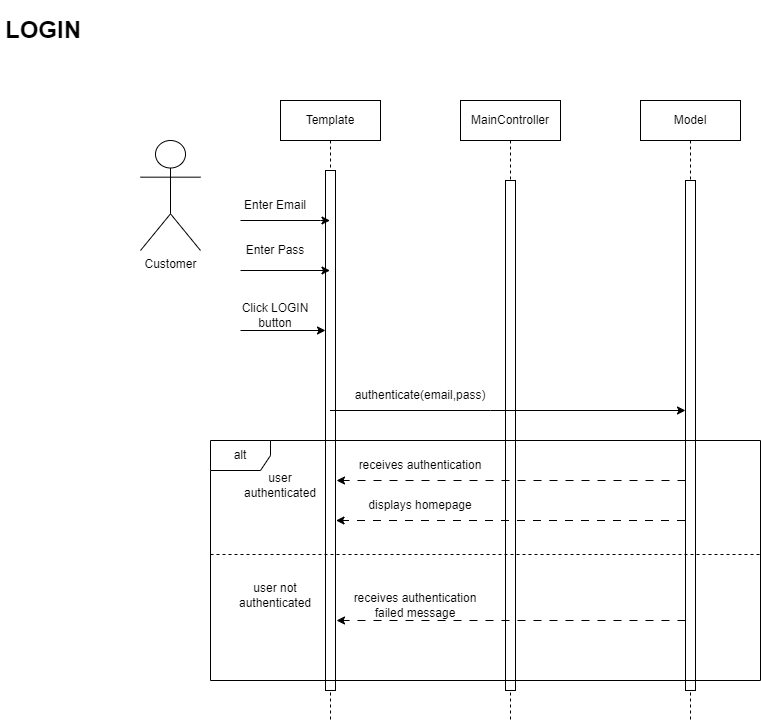 LOGIN
Template
MainController
Model
Enter Email
Enter Pass
Customer
Click LOGIN
button
authenticate(email,pass)
alt
receives authentication
user
authenticated
displays homepage
user not
authenticated
receives authentication
failed message